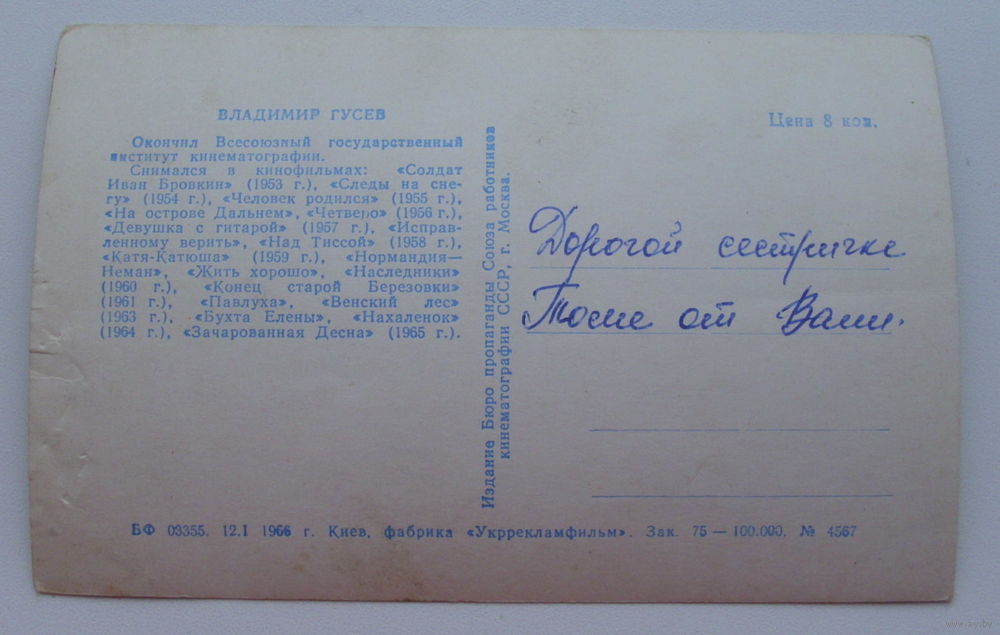 ВЛАДИМИР ГУСЕВ
Окончил Всесоюзный государственный
институт кинематографии.
Снимался в кинофильмах: «Солдат
Иван Бровкин» (1953 г.), «Следы на сне-
гу» (1954 г.), «Человек родился» (1955 г.),
«На острове Дальнем», «Четверо» (1956 г.),
«Девушка с гитарой» (1957 г.), «Исправ-
ленному верить», «Над Тиссой» (1958 г.),
«Катя-Катюша» (1959 г.), «Нормандия—
Неман», «Жить хорошо», «Наследники»
(1960 г.), «Конец старой Березовки»
(1961 г.), «Павлуха», «Венский лес»
(1963 г.), «Бухта Елены», «Нахаленок»
(1964 г.), «Зачарованная Десна» (1965 г.).
Издание Бюро пропаганды Союза работников
кинематографии СССР, г. Москва.
Цена 8 коп.
Дорогой сестричке
Тосе от Вали.
БФ 09355. 12.1 1966 г. Киев, фабрика «Укррекламфильм». Зак. 75 — 100.000. № 4567
www.ay.by